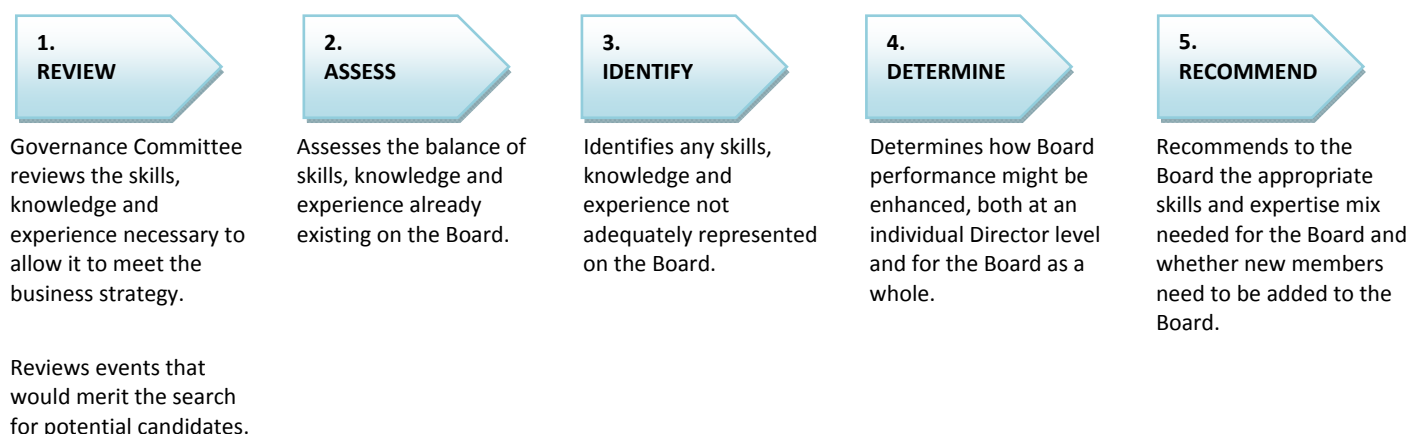 1.
REVIEW
Governance Committee
reviews the skills,
knowledge and
experience necessary to
allow it to meet the
business strategy.
Reviews events that
would merit the search
for potential candidates.
2.
ASSESS
Assesses the balance of
skills, knowledge and
experience already
existing on the Board.
3.
IDENTIFY
Identifies any skills,
knowledge and
experience not
adequately represented
on the Board.
4.
DETERMINE
Determines how Board
performance might be
enhanced, both at an
individual Director level
and for the Board as a
whole.
5.
RECOMMEND
Recommends to the
Board the appropriate
skills and expertise mix
needed for the Board and
whether new members
need to be added to the
Board.